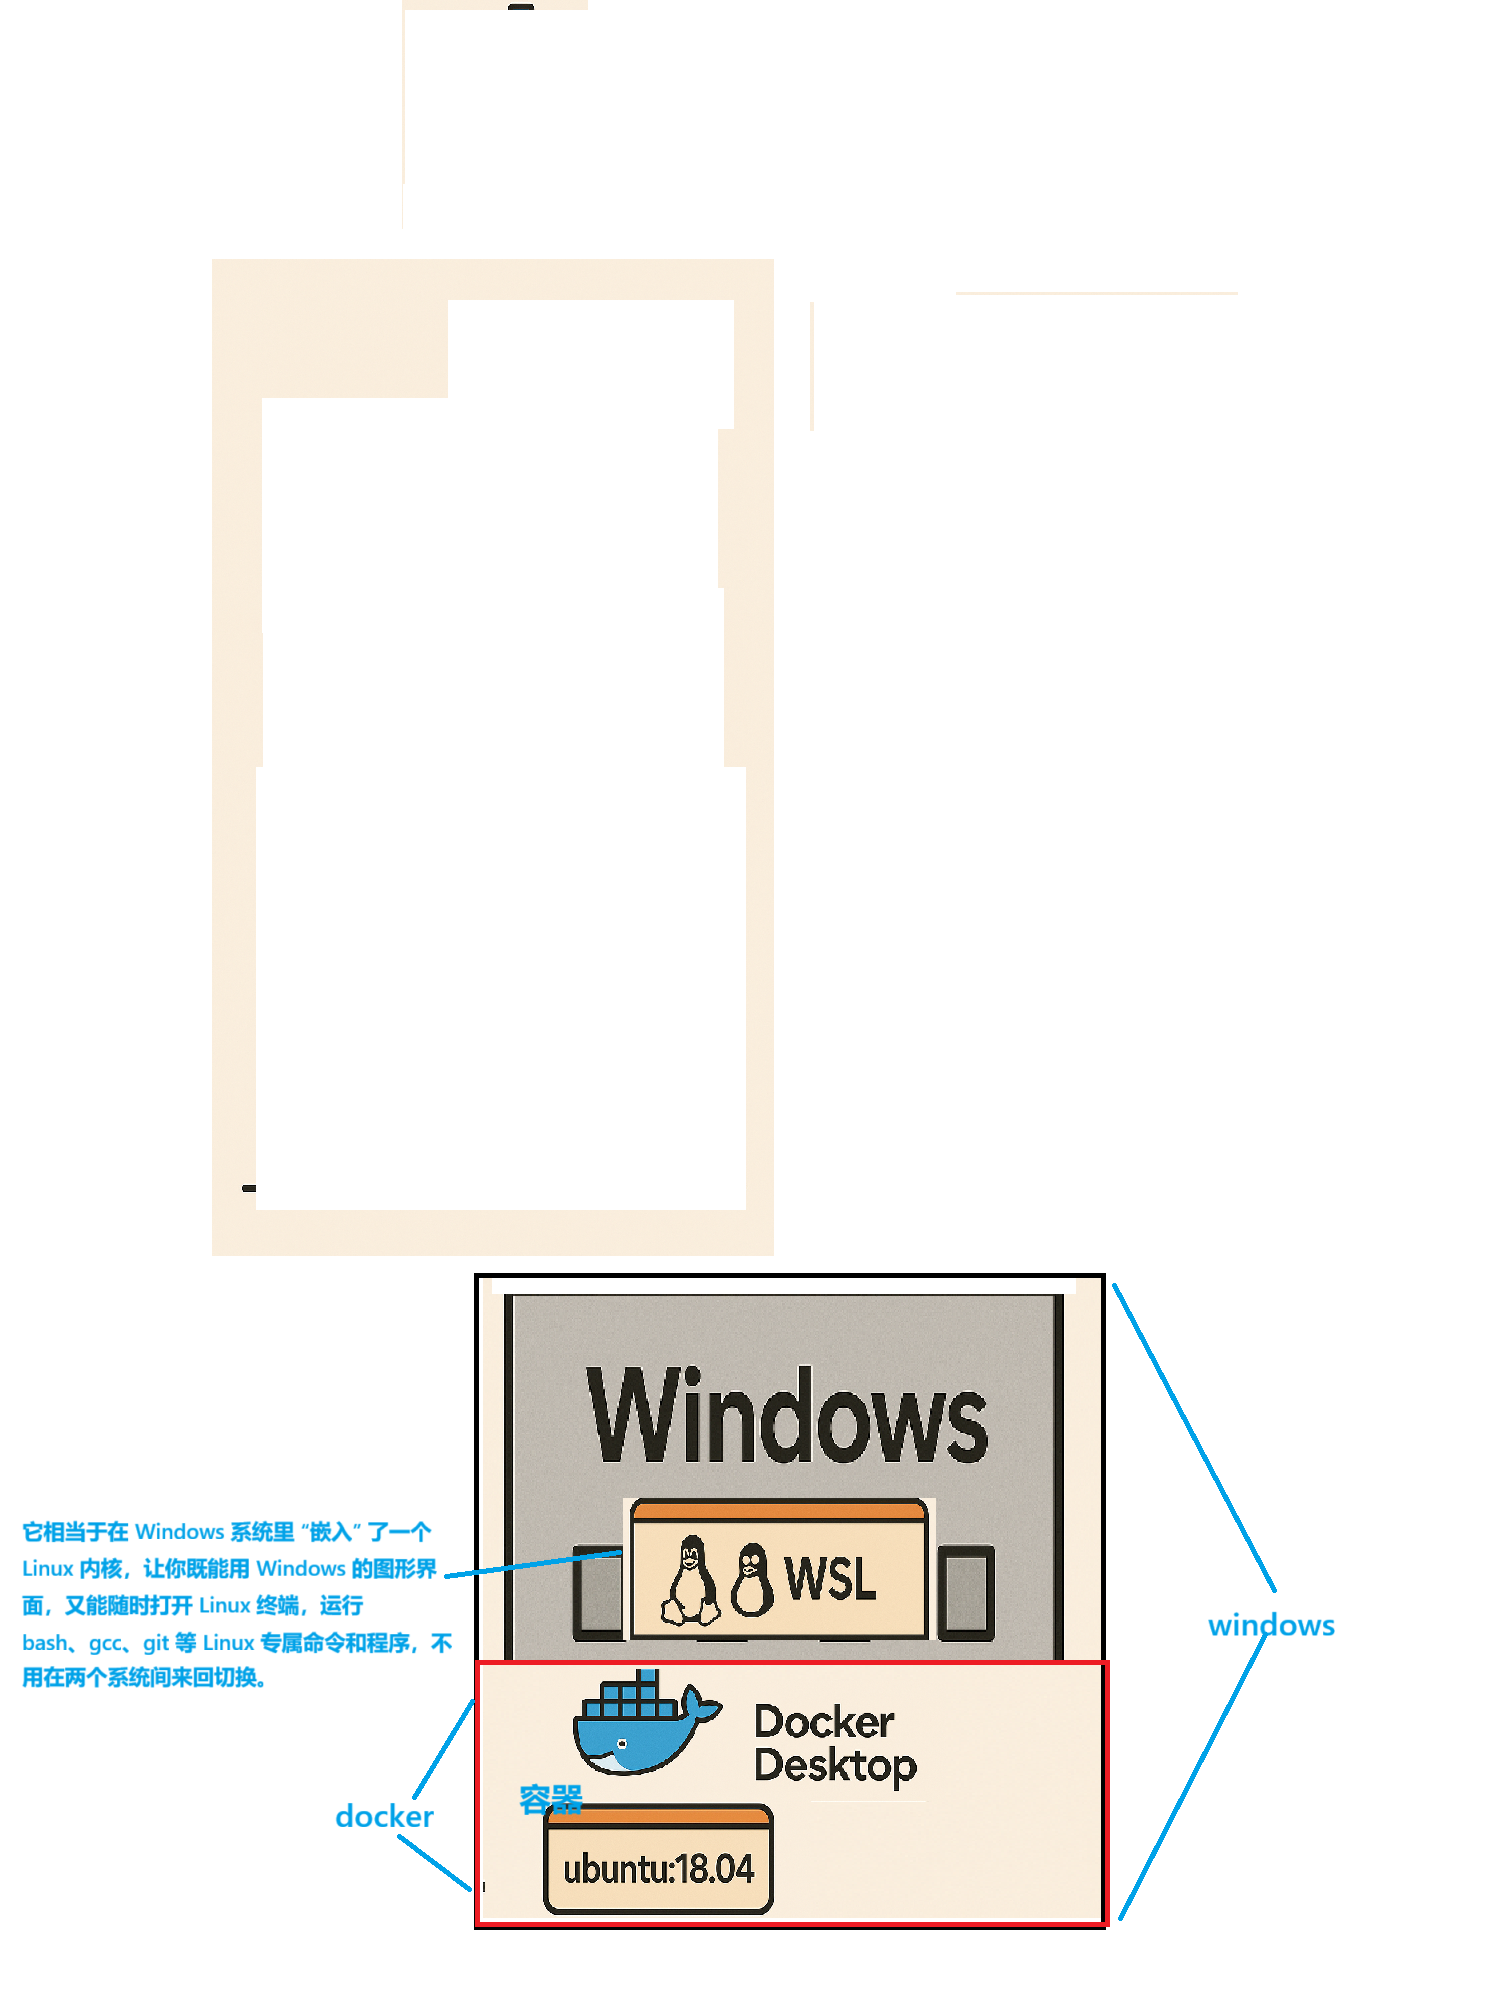 Windows
WSL
它相当于在 Windows 系统里 “嵌入” 了一个
Linux 内核，让你既能用 Windows 的图形界
面，又能随时打开 Linux 终端，运行
bash、gcc、git 等 Linux 专属命令和程序，不
用在两个系统间来回切换。
windows
Docker
Desktop
容器
docker
ubuntu:18.04